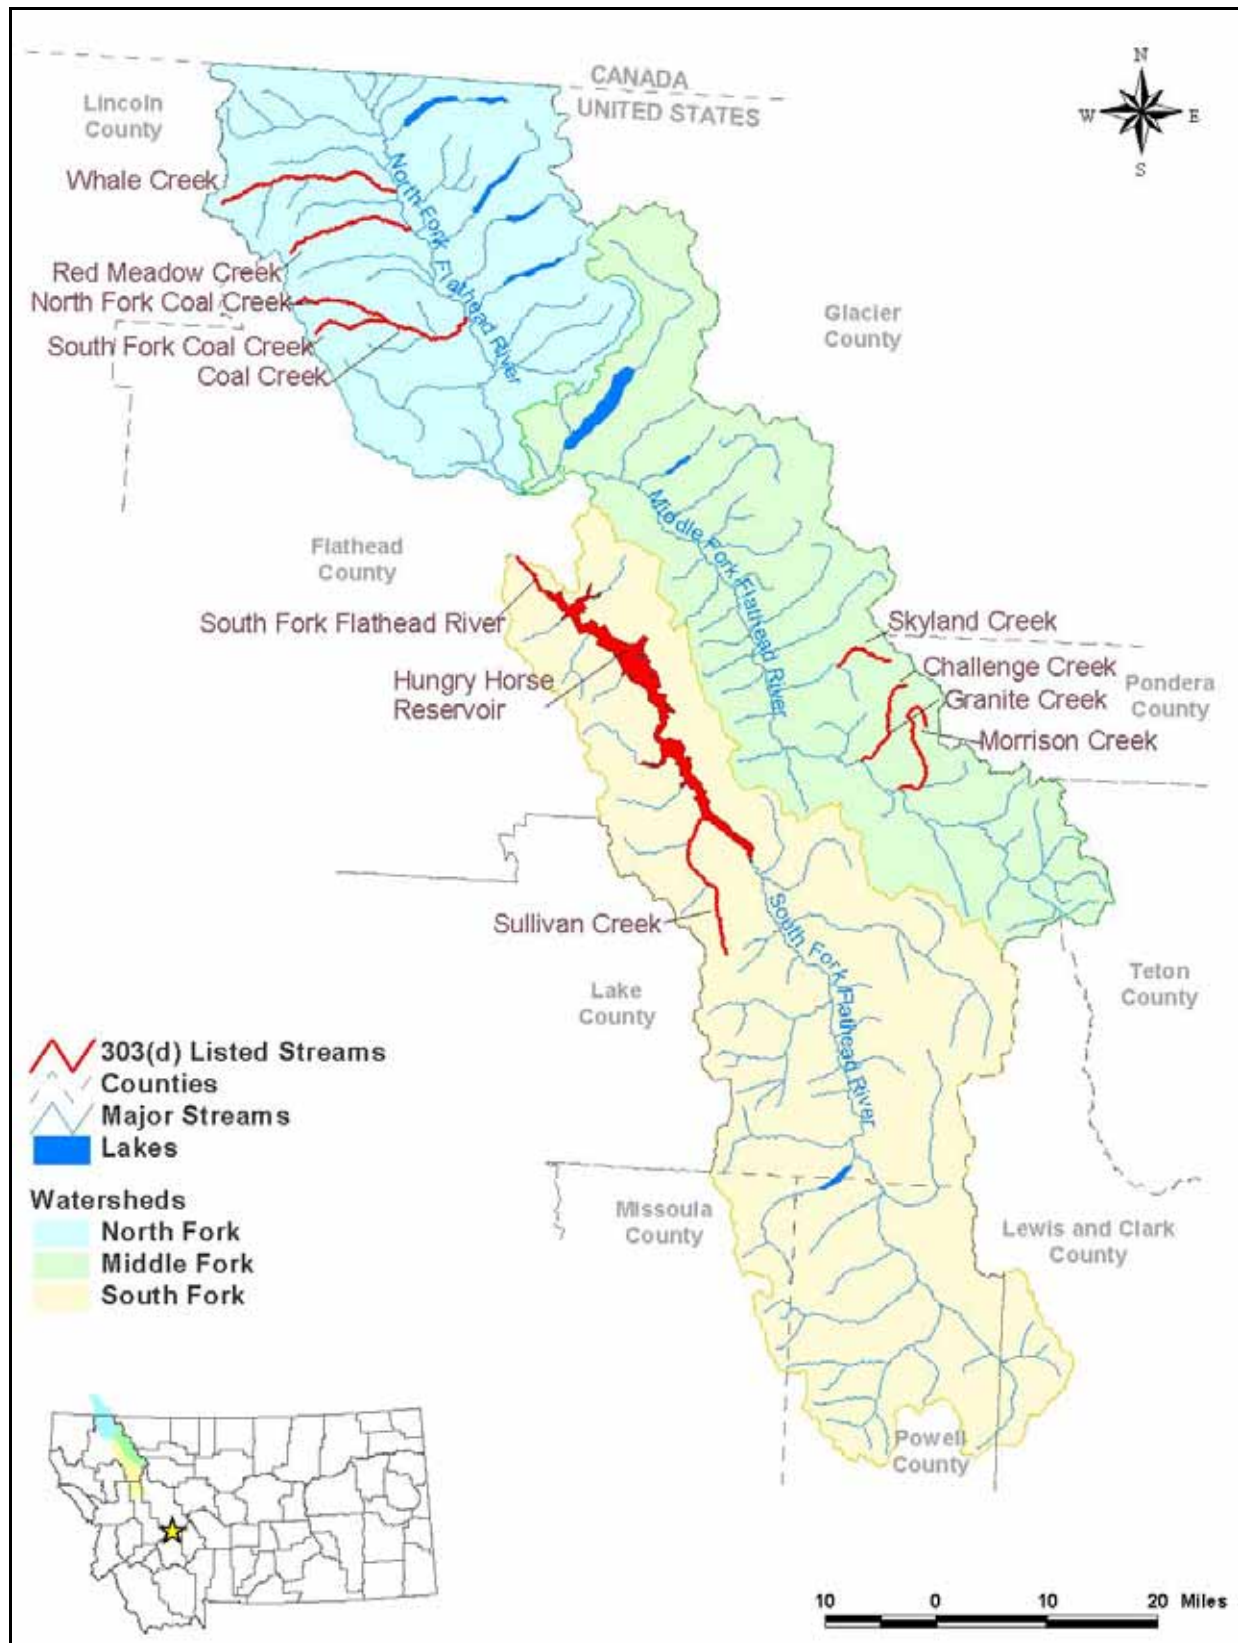 CANADA
UNITED STATES
N
W
E
S
Lincoln
County
Whale Creek
North Fork Flathead River
Red Meadow Creek
North Fork Coal Creek
South Fork Coal Creek
Coal Creek
Glacier
County
Middle Fork Flathead River
Flathead
County
South Fork Flathead River
Hungry Horse
Reservoir
Skyland Creek
Challenge Creek
Granite Creek
Morrison Creek
Pondera
County
Sullivan Creek
South Fork Flathead River
Lake
County
Teton
County
303(d) Listed Streams
Counties
Major Streams
Lakes
Watersheds
North Fork
Middle Fork
South Fork
Missoula
County
Lewis and Clark
County
Powell
County
10 0 10 20 Miles